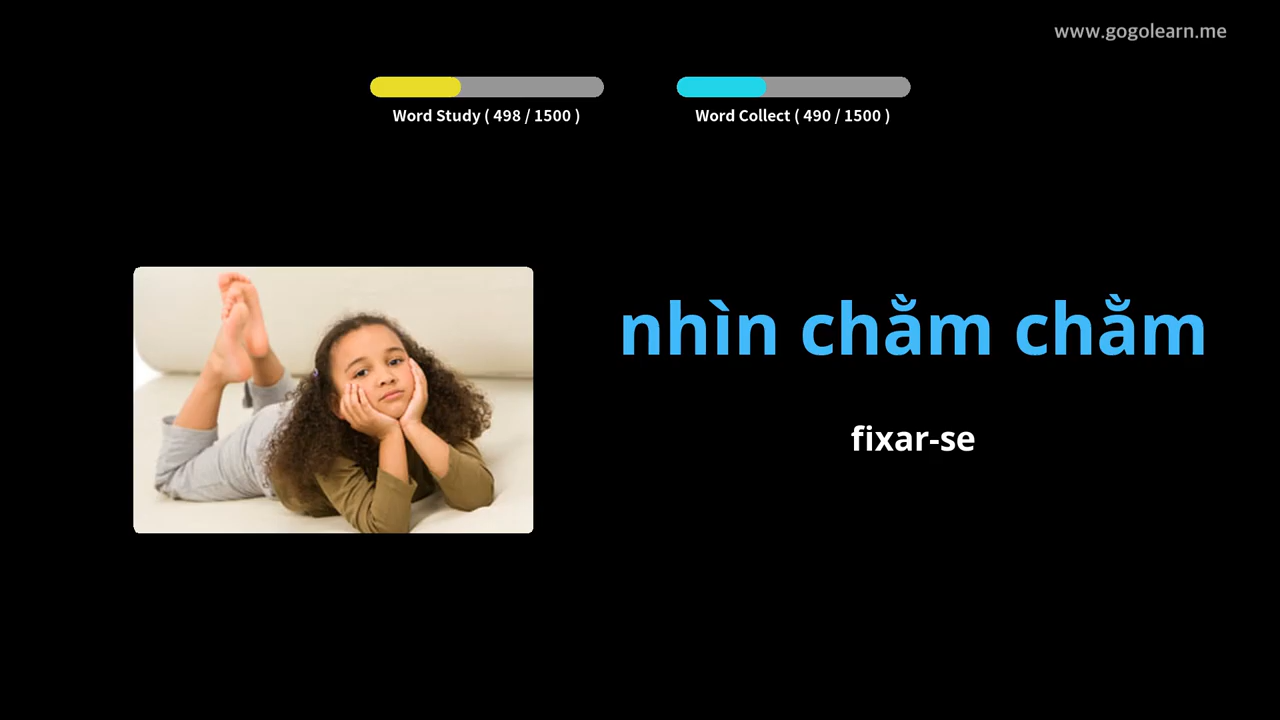 www.gogolearn.me
Word Study ( 498 / 1500 )
Word Collect ( 490 / 1500 )
nhìn chằm chằm
fixar-se